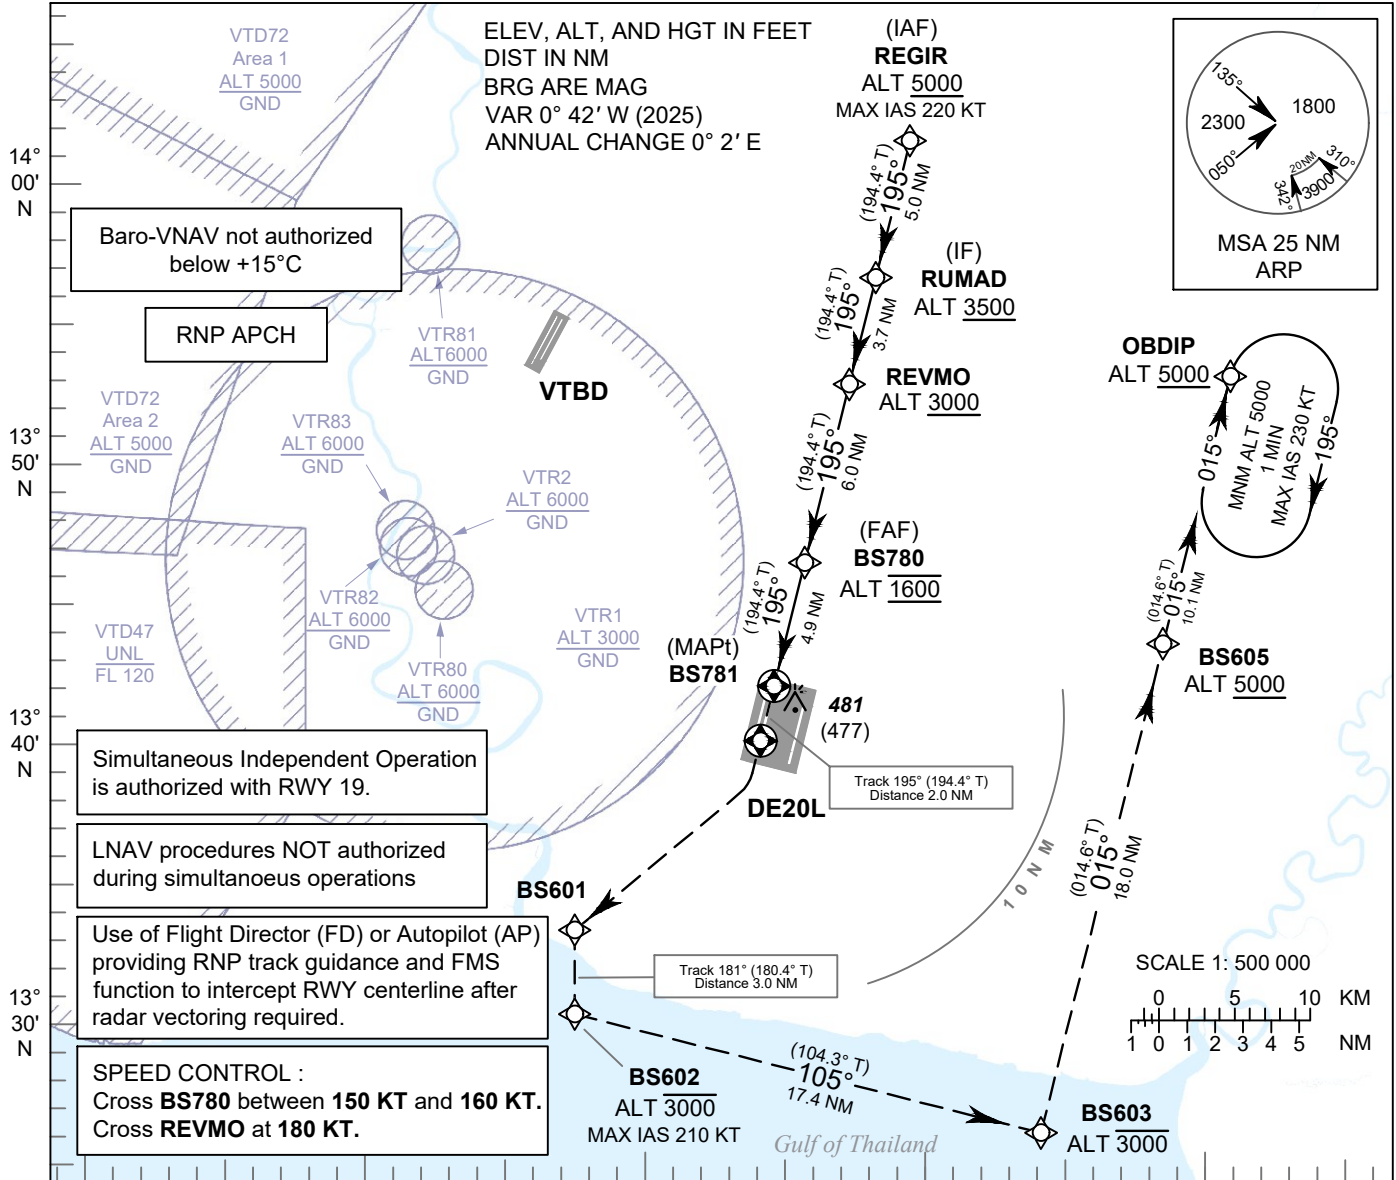 ELEV, ALT, AND HGT IN FEET
DIST IN NM
BRG ARE MAG
VAR 0° 42′ W (2025)
ANNUAL CHANGE 0° 2′ E
VTD72
Area 1
ALT 5000
GND
(IAF)
REGIR
ALT 5000
MAX IAS 220 KT
135°
2300
1800
050°
20NM
310°
342°
3900
MSA 25 NM
ARP
14°
00'
N
Baro-VNAV not authorized
below +15°C
RNP APCH
(194.4° T)
195°
5.0 NM
(IF)
RUMAD
ALT 3500
VTR81
ALT6000
GND
VTBD
(194.4° T)
195°
3.7 NM
REVMO
ALT 3000
OBDIP
ALT 5000
MNM ALT 5000
1 MIN
MAX IAS 230 KT
015°
195°
VTD72
Area 2
ALT 5000
GND
13°
50'
N
VTR83
ALT 6000
GND
VTR2
ALT 6000
GND
(194.4° T)
195°
6.0 NM
(FAF)
BS780
ALT 1600
VTR82
ALT 6000
GND
VTR1
ALT 3000
GND
VTD47
UNL
FL 120
VTR80
ALT 6000
GND
(194.4° T)
195°
4.9 NM
(014.6° T)
015°
10.1 NM
BS605
ALT 5000
(MAPt)
BS781
481
(477)
13°
40'
N
Simultaneous Independent Operation
is authorized with RWY 19.
Track 195° (194.4° T)
Distance 2.0 NM
DE20L
LNAV procedures NOT authorized
during simultanoeus operations
10 NM
(014.6° T)
015°
18.0 NM
BS601
Use of Flight Director (FD) or Autopilot (AP)
providing RNP track guidance and FMS
function to intercept RWY centerline after
radar vectoring required.
Track 181° (180.4° T)
Distance 3.0 NM
SCALE 1: 500 000
0 5 10 KM
1 0 1 2 3 4 5 NM
13°
30'
N
SPEED CONTROL :
Cross BS780 between 150 KT and 160 KT.
Cross REVMO at 180 KT.
BS602
ALT 3000
MAX IAS 210 KT
(104.3° T)
105°
17.4 NM
BS603
ALT 3000
Gulf of Thailand